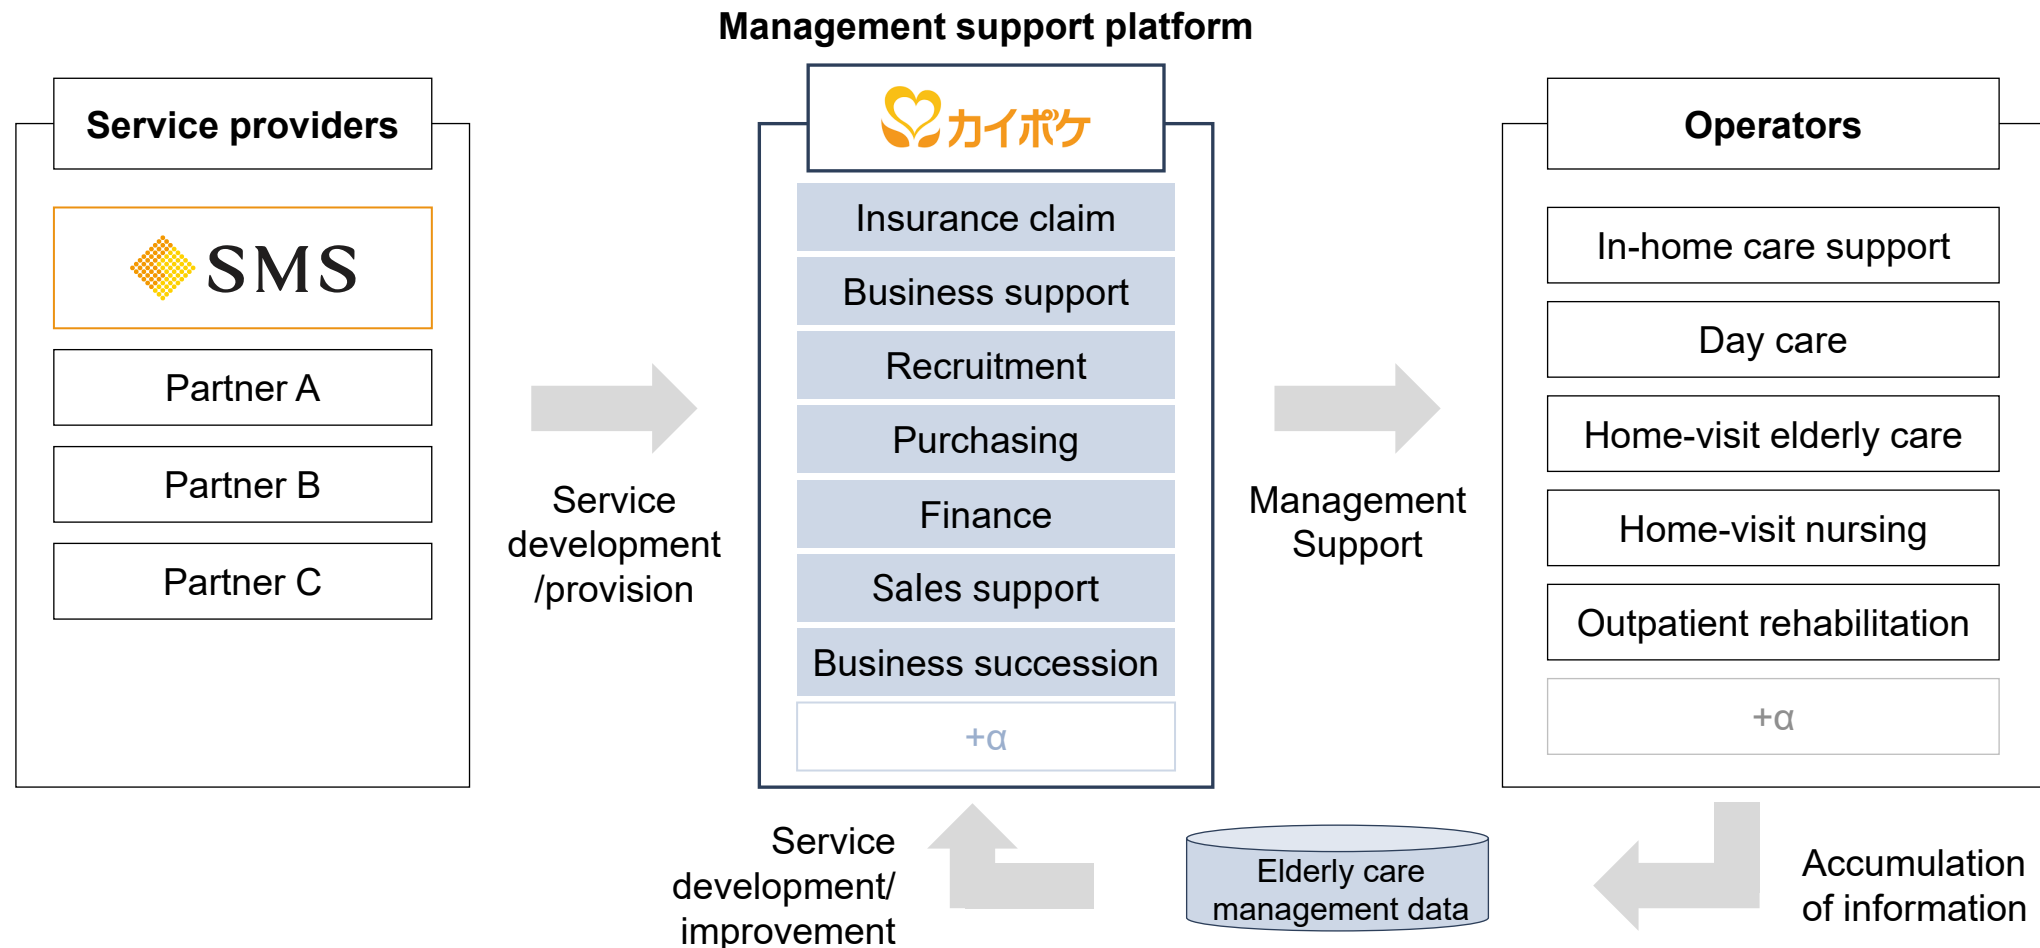 Management support platform
Service providers
SMS
Partner A
Partner B
Partner C
Service
development
/provision
カイポケ
Insurance claim
Business support
Recruitment
Purchasing
Finance
Sales support
Business succession
+α
Management
Support
Operators
In-home care support
Day care
Home-visit elderly care
Home-visit nursing
Outpatient rehabilitation
+α
Service
development/
improvement
Elderly care
management data
Accumulation
of information